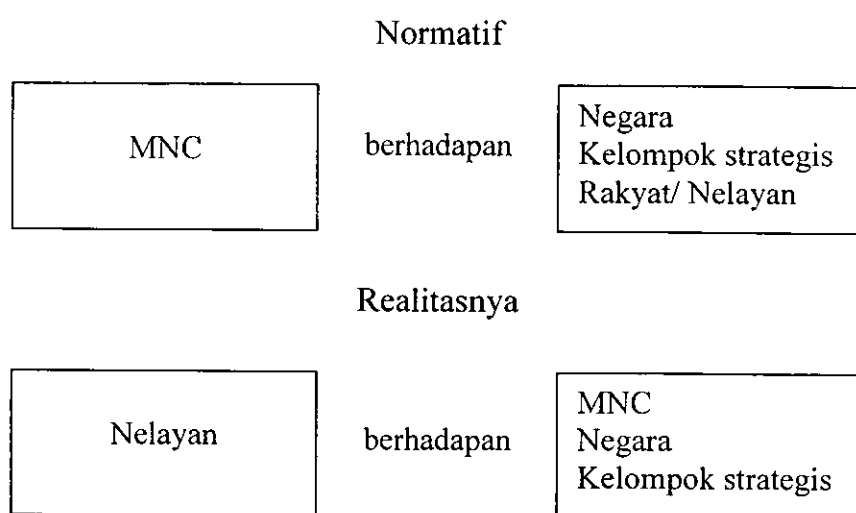 Normatif
MNC
berhadapan
Negara
Kelompok strategis
Rakyat/ Nelayan
Realitasnya
Nelayan
berhadapan
MNC
Negara
Kelompok strategis